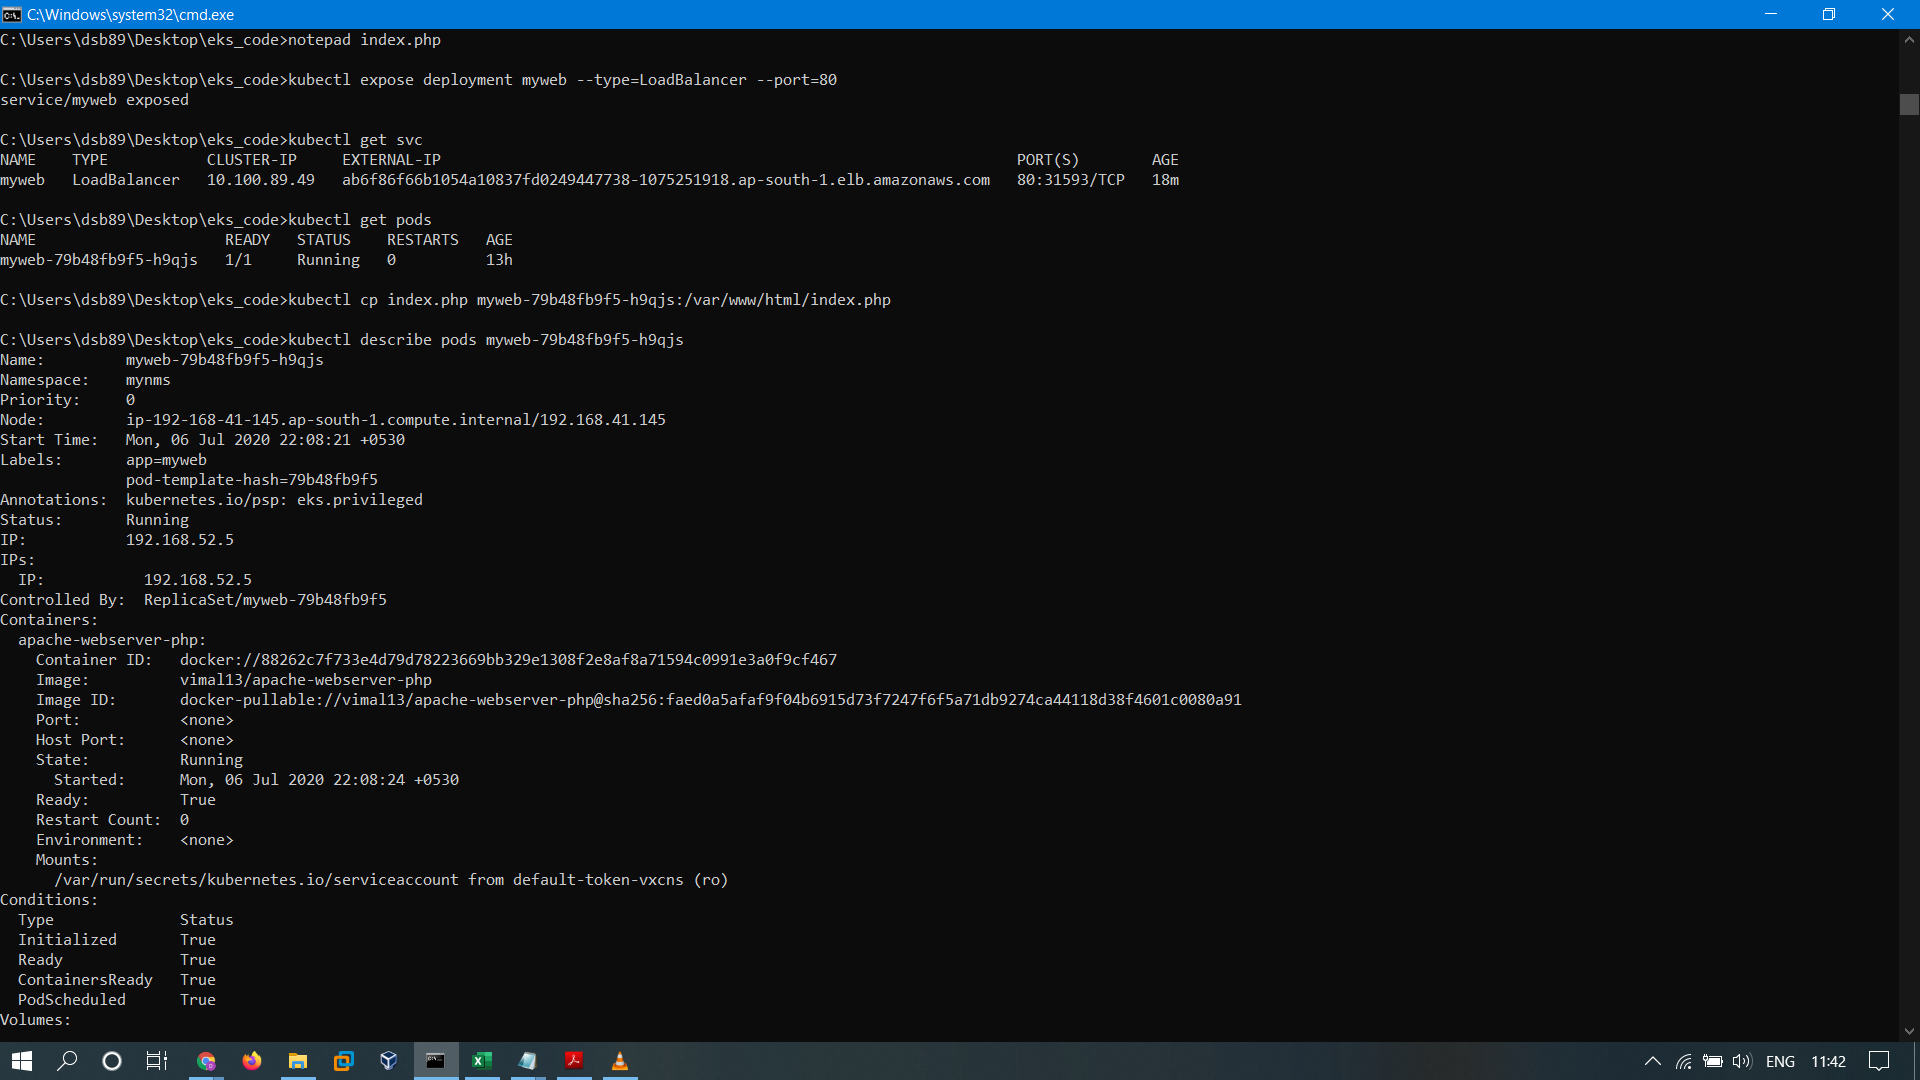 C:\Windows\system32\cmd.exe
C:\Users\dsb89\Desktop\eks_code>notepad index.php
C:\Users\dsb89\Desktop\eks_code>kubectl expose deployment myweb --type=LoadBalancer --port=80
service/myweb exposed
C:\Users\dsb89\Desktop\eks_code>kubectl get svc
NAME    TYPE           CLUSTER-IP     EXTERNAL-IP                                                                PORT(S)        AGE
myweb   LoadBalancer   10.100.89.49   ab6f86f66b1054a10837fd0249447738-1075251918.ap-south-1.elb.amazonaws.com   80:31593/TCP   18m
C:\Users\dsb89\Desktop\eks_code>kubectl get pods
NAME                     READY   STATUS    RESTARTS   AGE
myweb-79b48fb9f5-h9qjs   1/1     Running   0          13h
C:\Users\dsb89\Desktop\eks_code>kubectl cp index.php myweb-79b48fb9f5-h9qjs:/var/www/html/index.php
C:\Users\dsb89\Desktop\eks_code>kubectl describe pods myweb-79b48fb9f5-h9qjs
Name:         myweb-79b48fb9f5-h9qjs
Namespace:    mynms
Priority:     0
Node:         ip-192-168-41-145.ap-south-1.compute.internal/192.168.41.145
Start Time:   Mon, 06 Jul 2020 22:08:21 +0530
Labels:       app=myweb
              pod-template-hash=79b48fb9f5
Annotations:  kubernetes.io/psp: eks.privileged
Status:       Running
IP:           192.168.52.5
IPs:
  IP:           192.168.52.5
Controlled By:  ReplicaSet/myweb-79b48fb9f5
Containers:
  apache-webserver-php:
    Container ID:   docker://88262c7f733e4d79d78223669bb329e1308f2e8af8a71594c0991e3a0f9cf467
    Image:          vimal13/apache-webserver-php
    Image ID:       docker-pullable://vimal13/apache-webserver-php@sha256:faed0a5afaf9f04b6915d73f7247f6f5a71db9274ca44118d38f4601c0080a91
    Port:           <none>
    Host Port:      <none>
    State:          Running
      Started:      Mon, 06 Jul 2020 22:08:24 +0530
    Ready:          True
    Restart Count:  0
    Environment:    <none>
    Mounts:
      /var/run/secrets/kubernetes.io/serviceaccount from default-token-vxcns (ro)
Conditions:
  Type              Status
  Initialized       True
  Ready             True
  ContainersReady   True
  PodScheduled      True
Volumes:
ENG 11:42